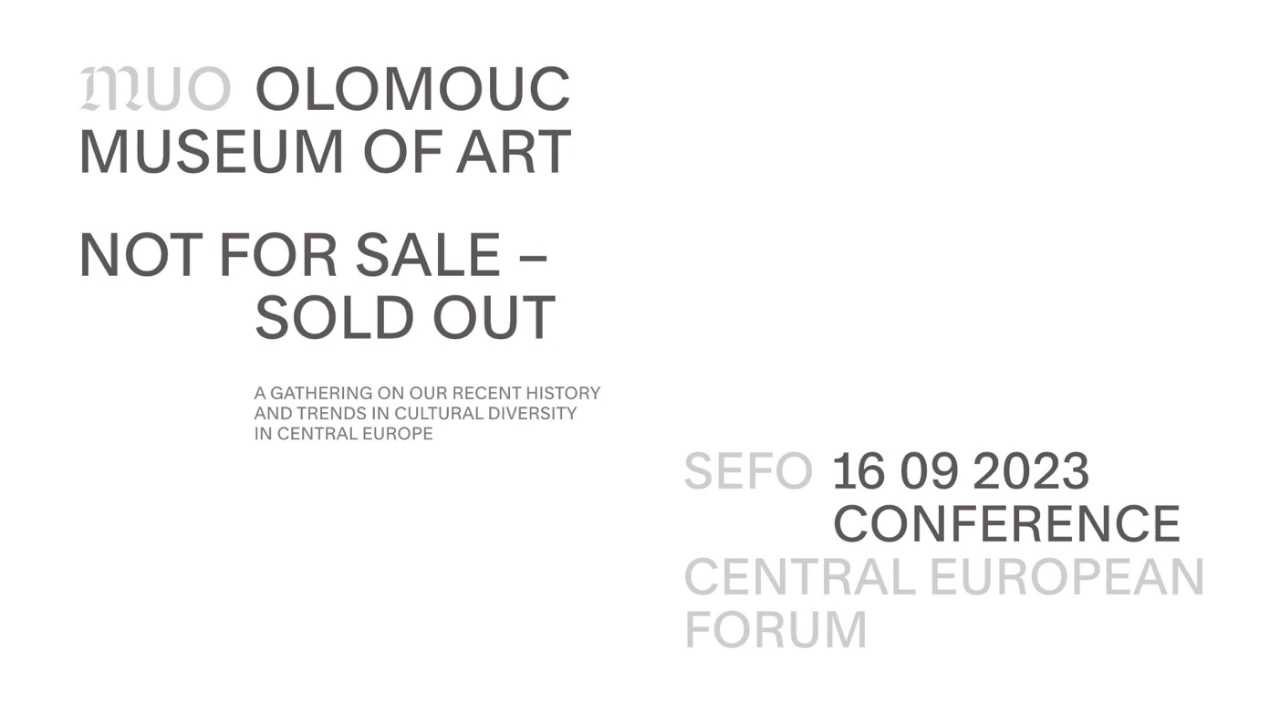 MUO OLOMOUC
MUSEUM OF ART
NOT FOR SALE –
SOLD OUT
A GATHERING ON OUR RECENT HISTORY
AND TRENDS IN CULTURAL DIVERSITY
IN CENTRAL EUROPE
SEFO 16 09 2023
CONFERENCE
CENTRAL EUROPEAN
FORUM